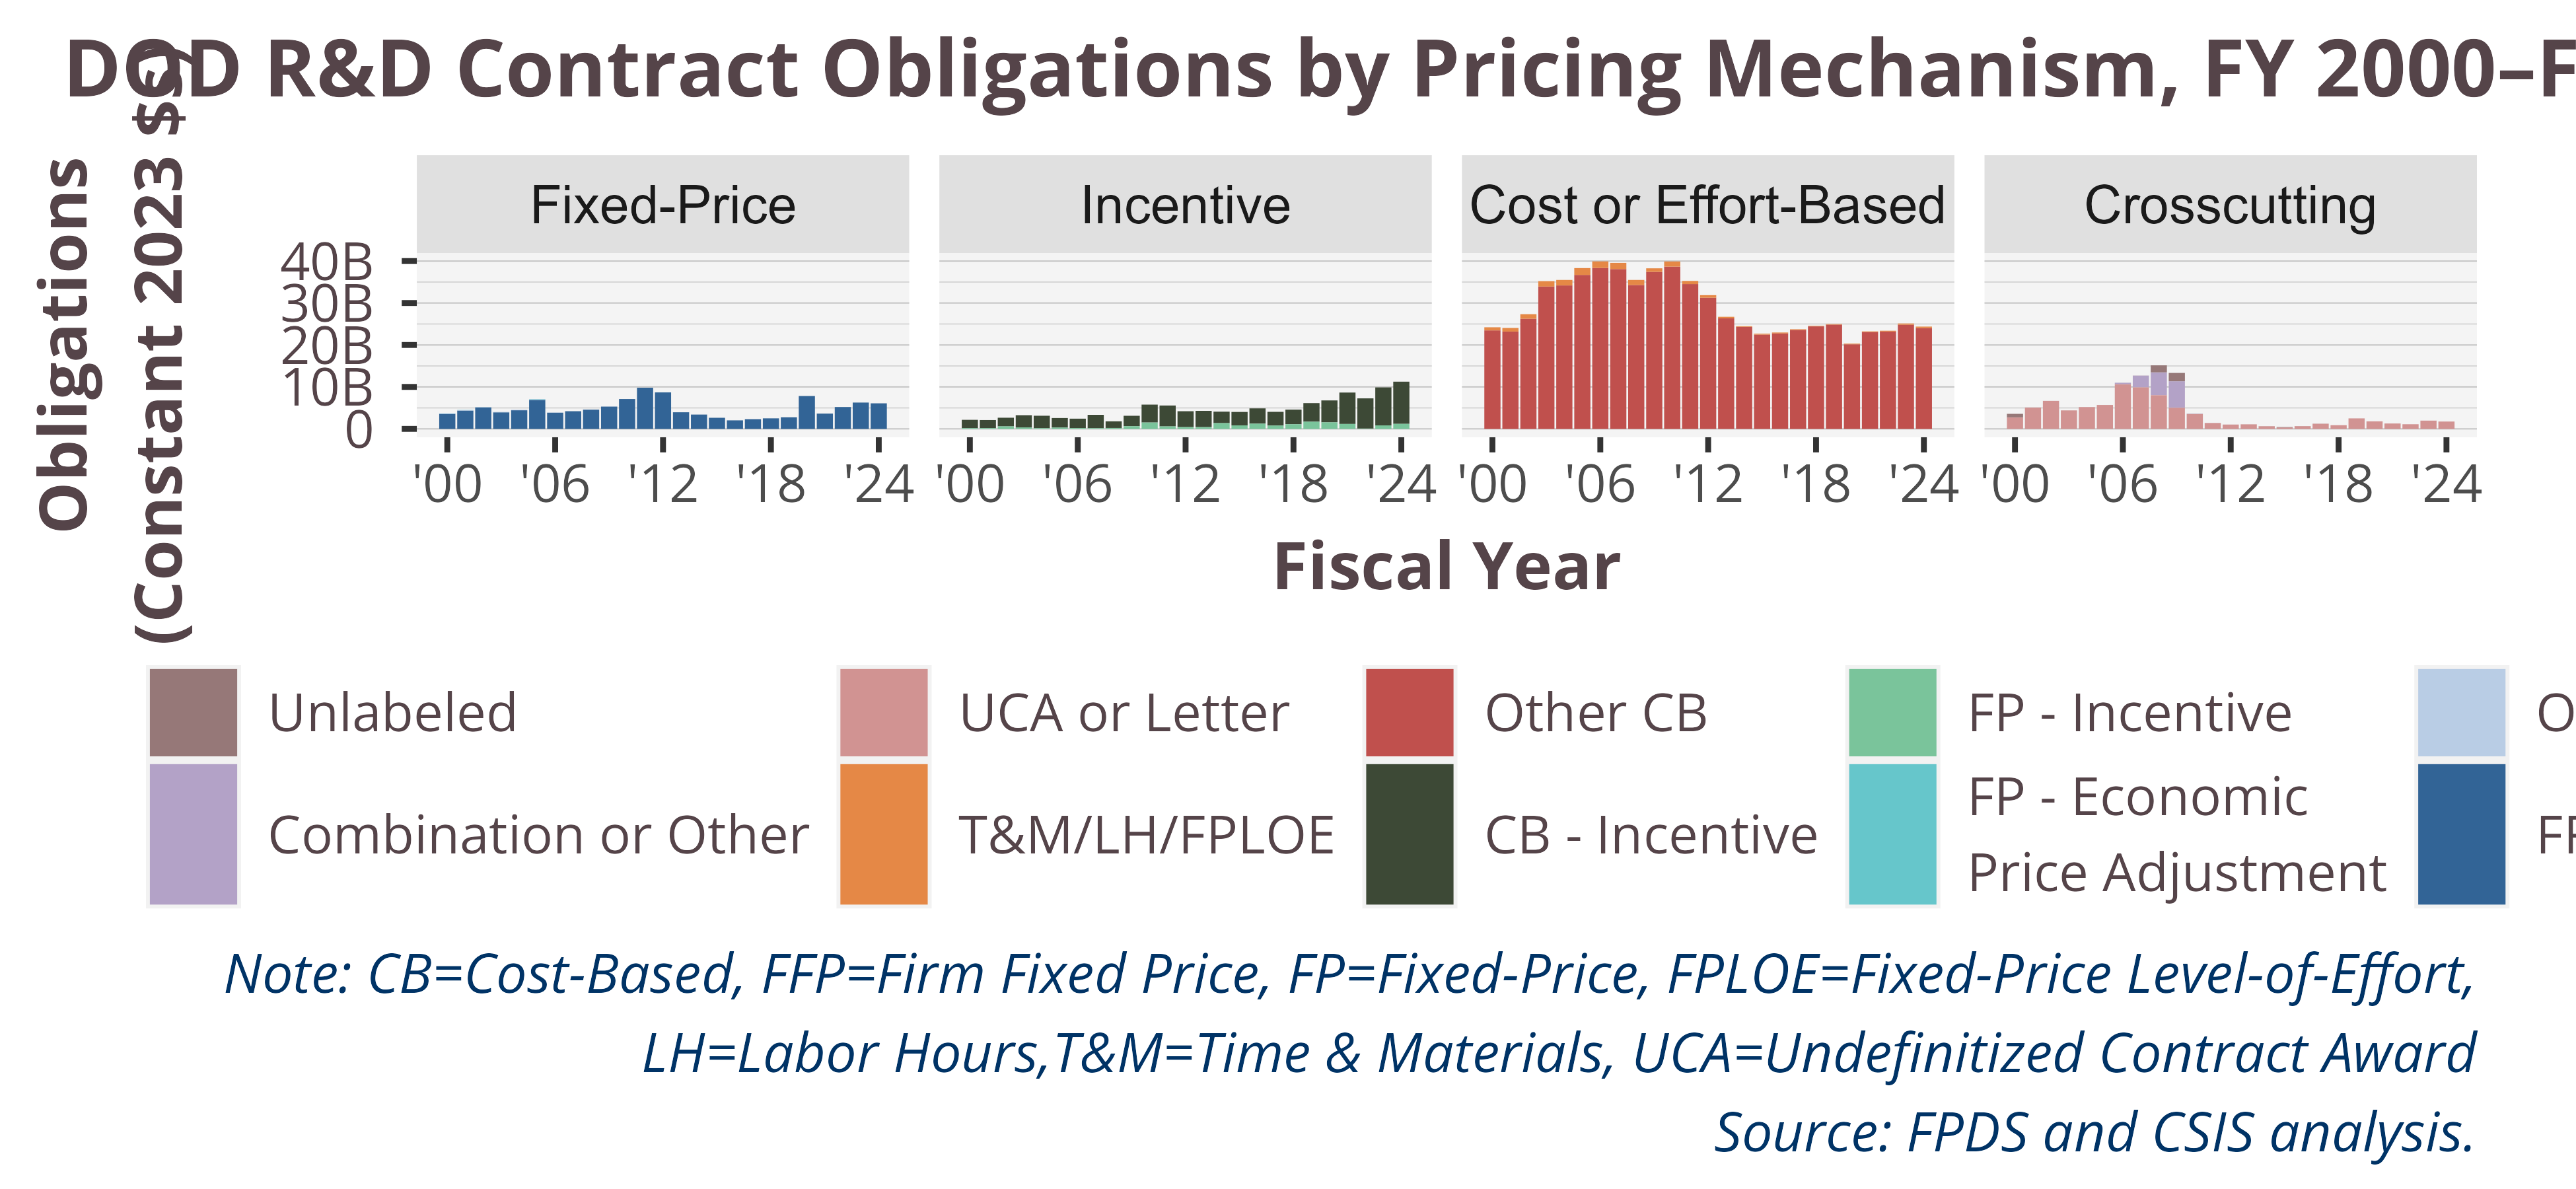 DOD R&D Contract Obligations by Pricing Mechanism, FY 2000–F
Obligations
(Constant 2023 $s)
Fixed-Price
Incentive
Cost or Effort-Based
Crosscutting
40B
30B
20B
10B
0
'00 '06 '12 '18 '24
'00 '06 '12 '18 '24
'00 '06 '12 '18 '24
'00 '06 '12 '18 '24
Fiscal Year
Unlabeled
UCA or Letter
Other CB
FP - Incentive
Combination or Other
T&M/LH/FPLOE
CB - Incentive
FP - Economic
Price Adjustment
Note: CB=Cost-Based, FFP=Firm Fixed Price, FP=Fixed-Price, FPLOE=Fixed-Price Level-of-Effort,
LH=Labor Hours,T&M=Time & Materials, UCA=Undefinitized Contract Award
Source: FPDS and CSIS analysis.